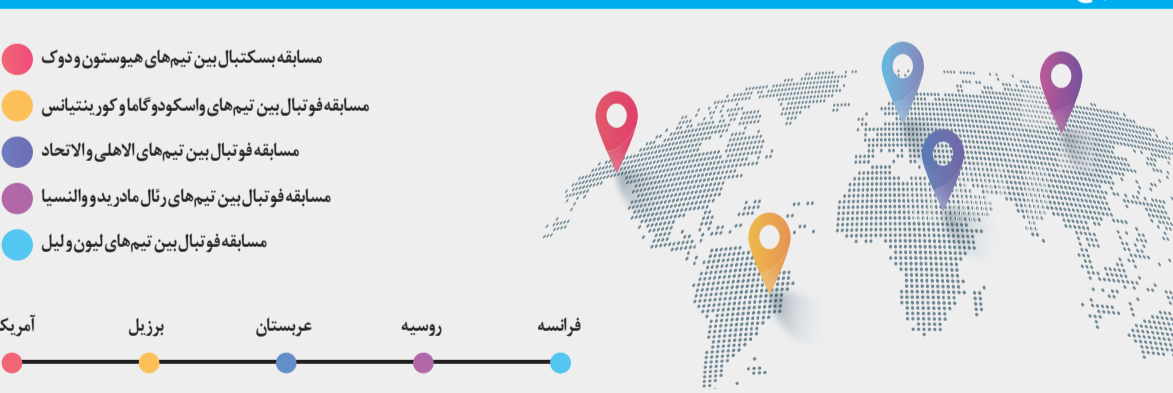 مسابقه بسکتبال بین تیم‌های هیوستون و دوک
مسابقه فوتبال بین تیم‌های واسکودوگاما و کورینتیانس
مسابقه فوتبال بین تیم‌های الاهلی و الاتحاد
مسابقه فوتبال بین تیم‌های رئال مادرید و والنسیا
مسابقه فوتبال بین تیم‌های لیون و لیل
فرانسه روسیه عربستان برزیل آمریک